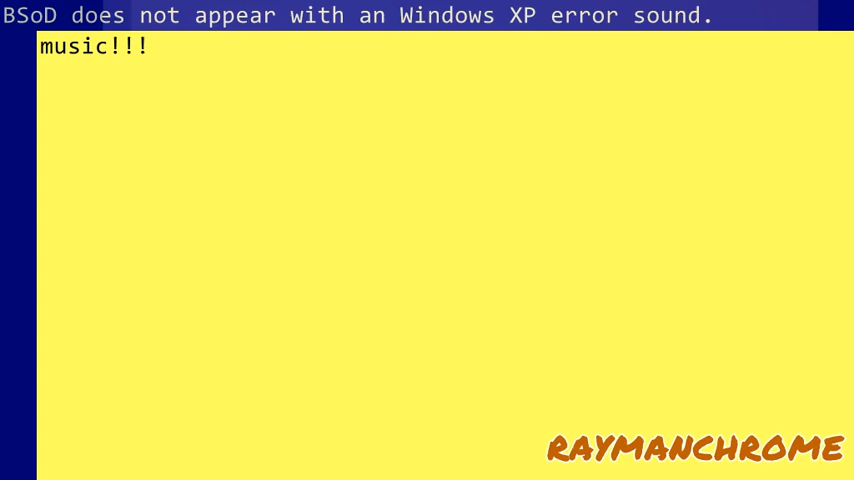 BSoD does not appear with an Windows XP error sound.
music!!!
RAYMANCHROME